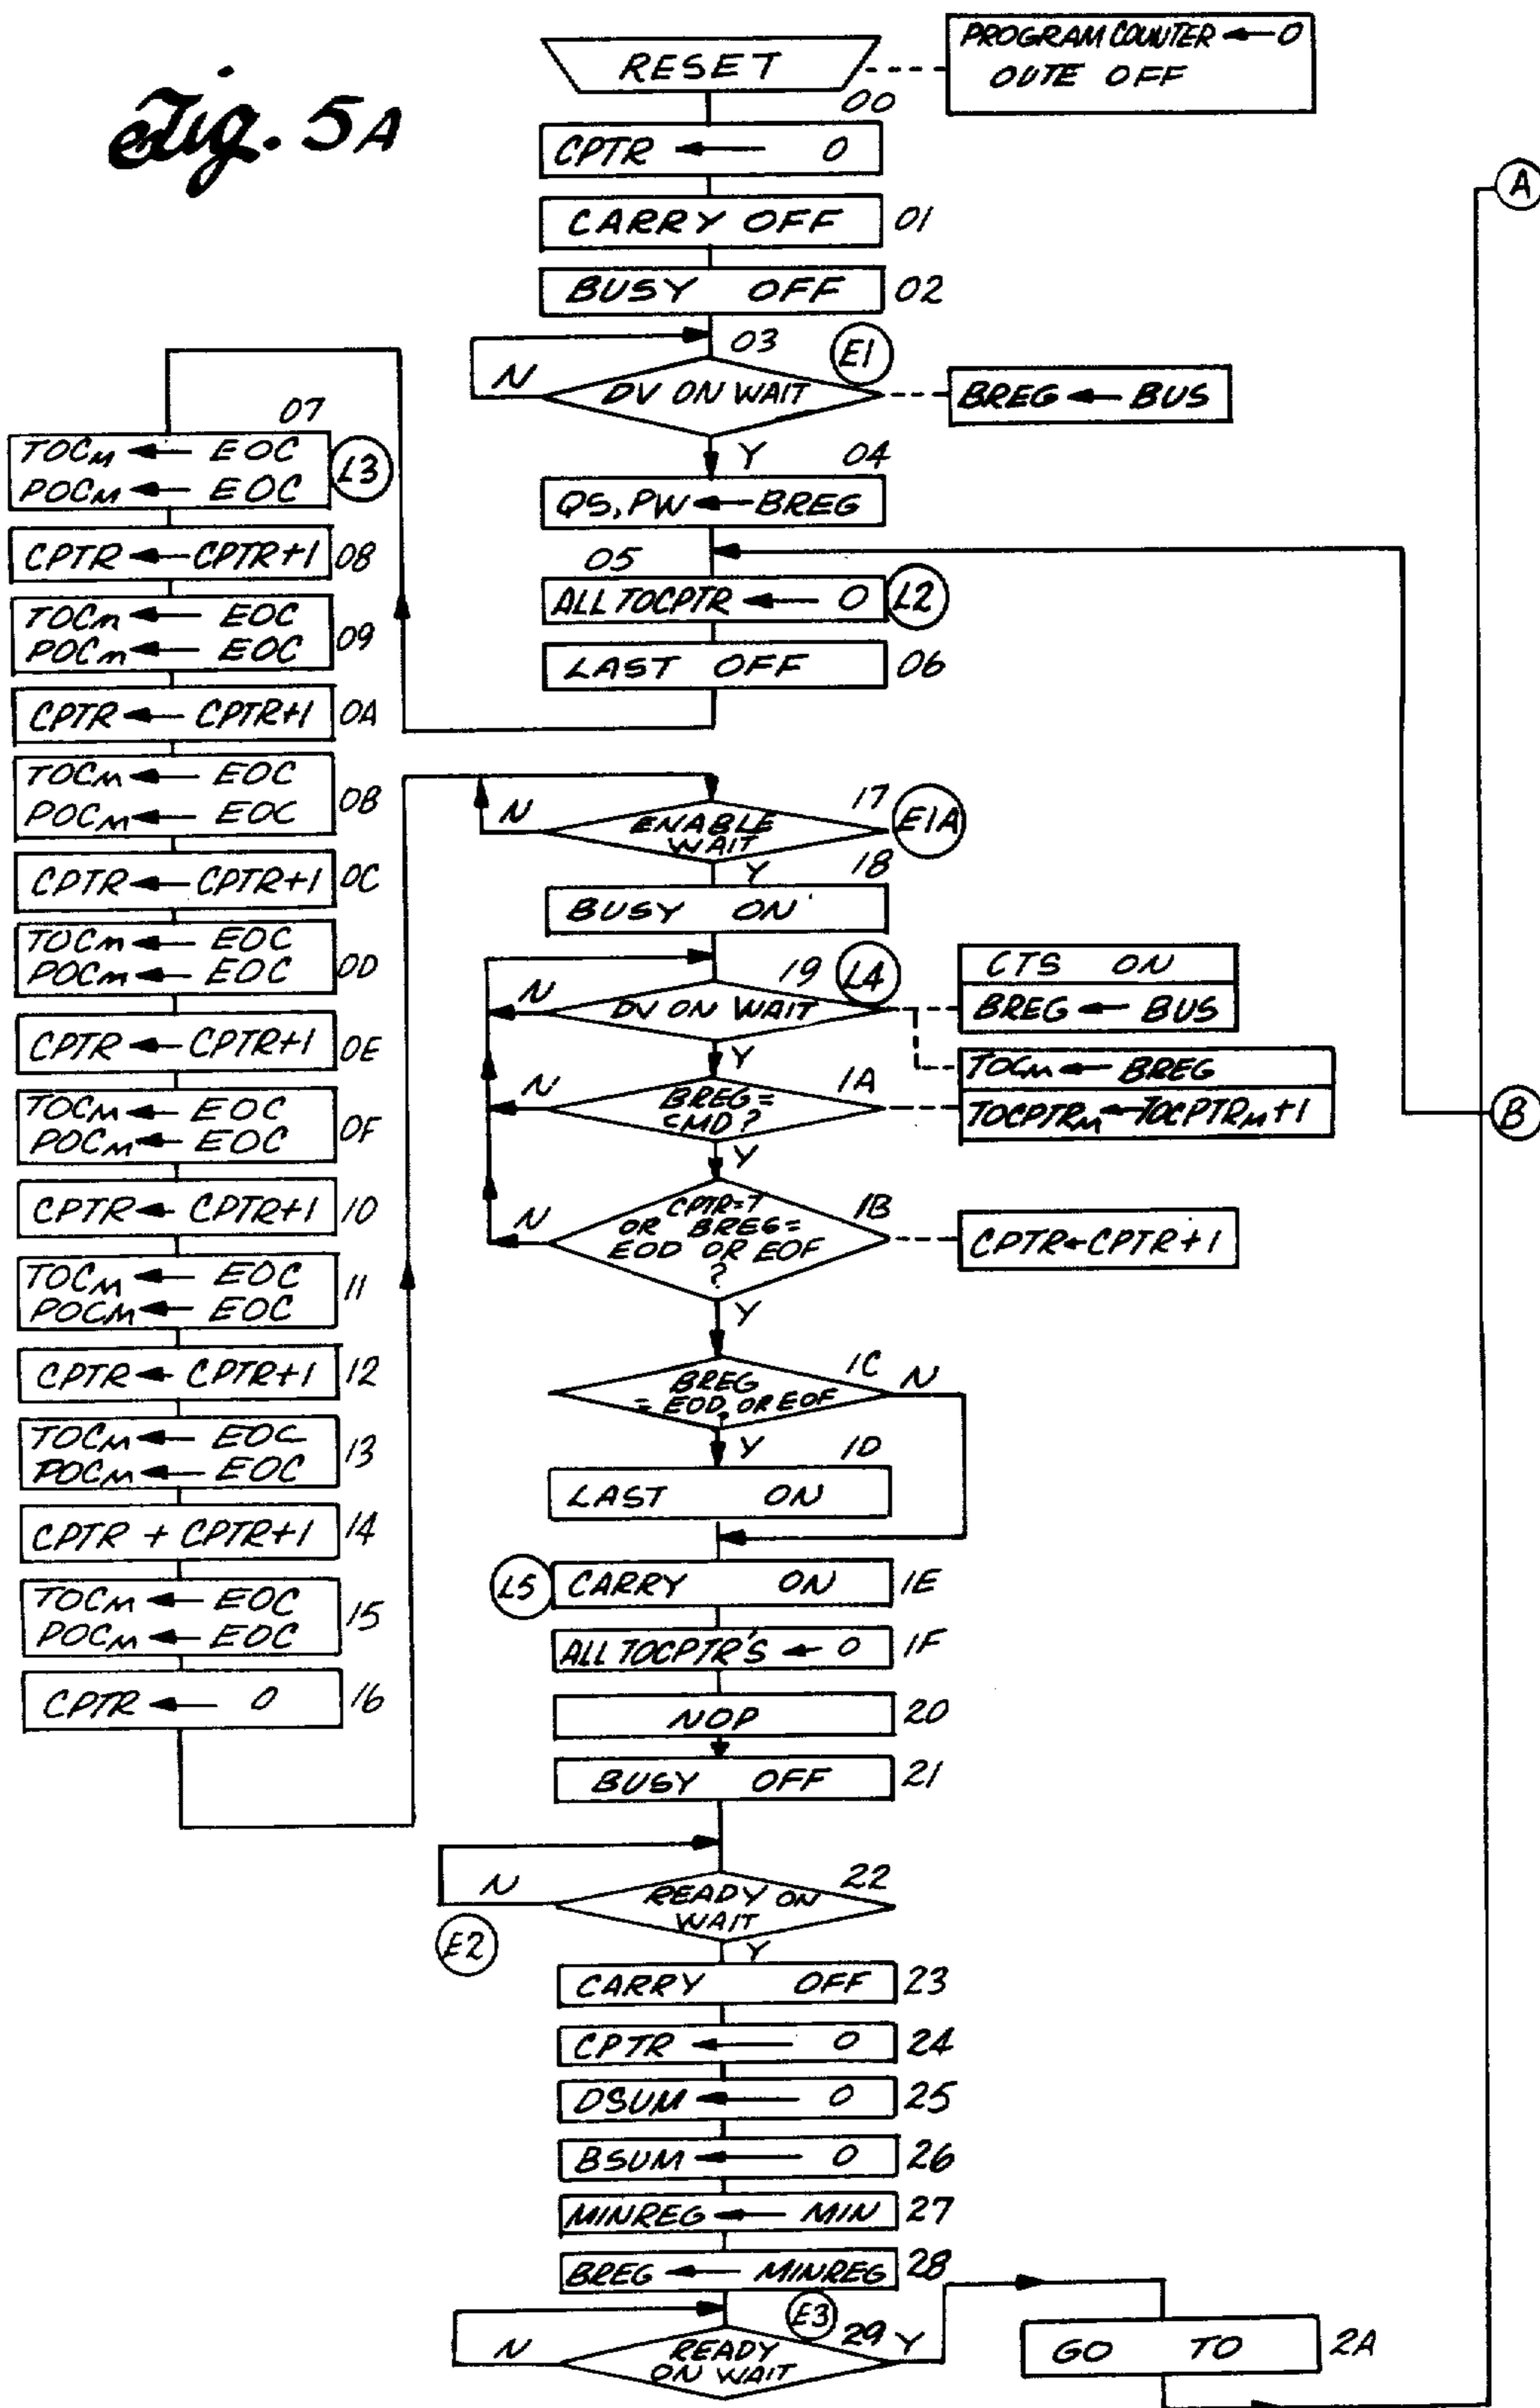 Fig. 5A
RESET
PROGRAM COUNTER ← 0
OUTE OFF
00
CPTR ← 0
CARRY OFF 01
BUSY OFF 02
03
E1
N
DV ON WAIT
BREG ← BUS
Y 04
QS, PW ← BREG
05
ALL TOCPTR ← 0 L2
LAST OFF 06
07
TOCM ← EOC
POCM ← EOC
L3
CPTR ← CPTR+1 08
TOCM ← EOC
POCM ← EOC
09
CPTR ← CPTR+1 0A
TOCM ← EOC
POCM ← EOC
0B
CPTR ← CPTR+1 0C
TOCM ← EOC
POCM ← EOC
0D
CPTR ← CPTR+1 0E
TOCM ← EOC
POCM ← EOC
0F
CPTR ← CPTR+1 10
TOCM ← EOC
POCM ← EOC
11
CPTR ← CPTR+1 12
TOCM ← EOC
POCM ← EOC
13
CPTR + CPTR+1 14
TOCM ← EOC
POCM ← EOC
15
CPTR ← 0 16
17
E1A
N
ENABLE
WAIT
Y 18
BUSY ON
19 L4
N
DV ON WAIT
CTS ON
BREG ← BUS
Y
TOCM ← BREG
TOCPTRM ← TOCPTRM+1
1A
N
BREG =
CMD?
Y
1B
N
CPTR=7
OR BREG=
EOD OR EOF
?
CPTR ← CPTR+1
Y
1C
BREG
= EOD, OR EOF
N
Y 1D
LAST ON
L5 CARRY ON 1E
ALL TOCPTR'S ← 0 1F
NOP 20
BUSY OFF 21
22
N
READY ON
WAIT
E2
Y
CARRY OFF 23
CPTR ← 0 24
DSUM ← 0 25
BSUM ← 0 26
MINREG ← MIN 27
BREG ← MINREG 28
E3
29 Y
N
READY
ON WAIT
GO TO 2A
A
B